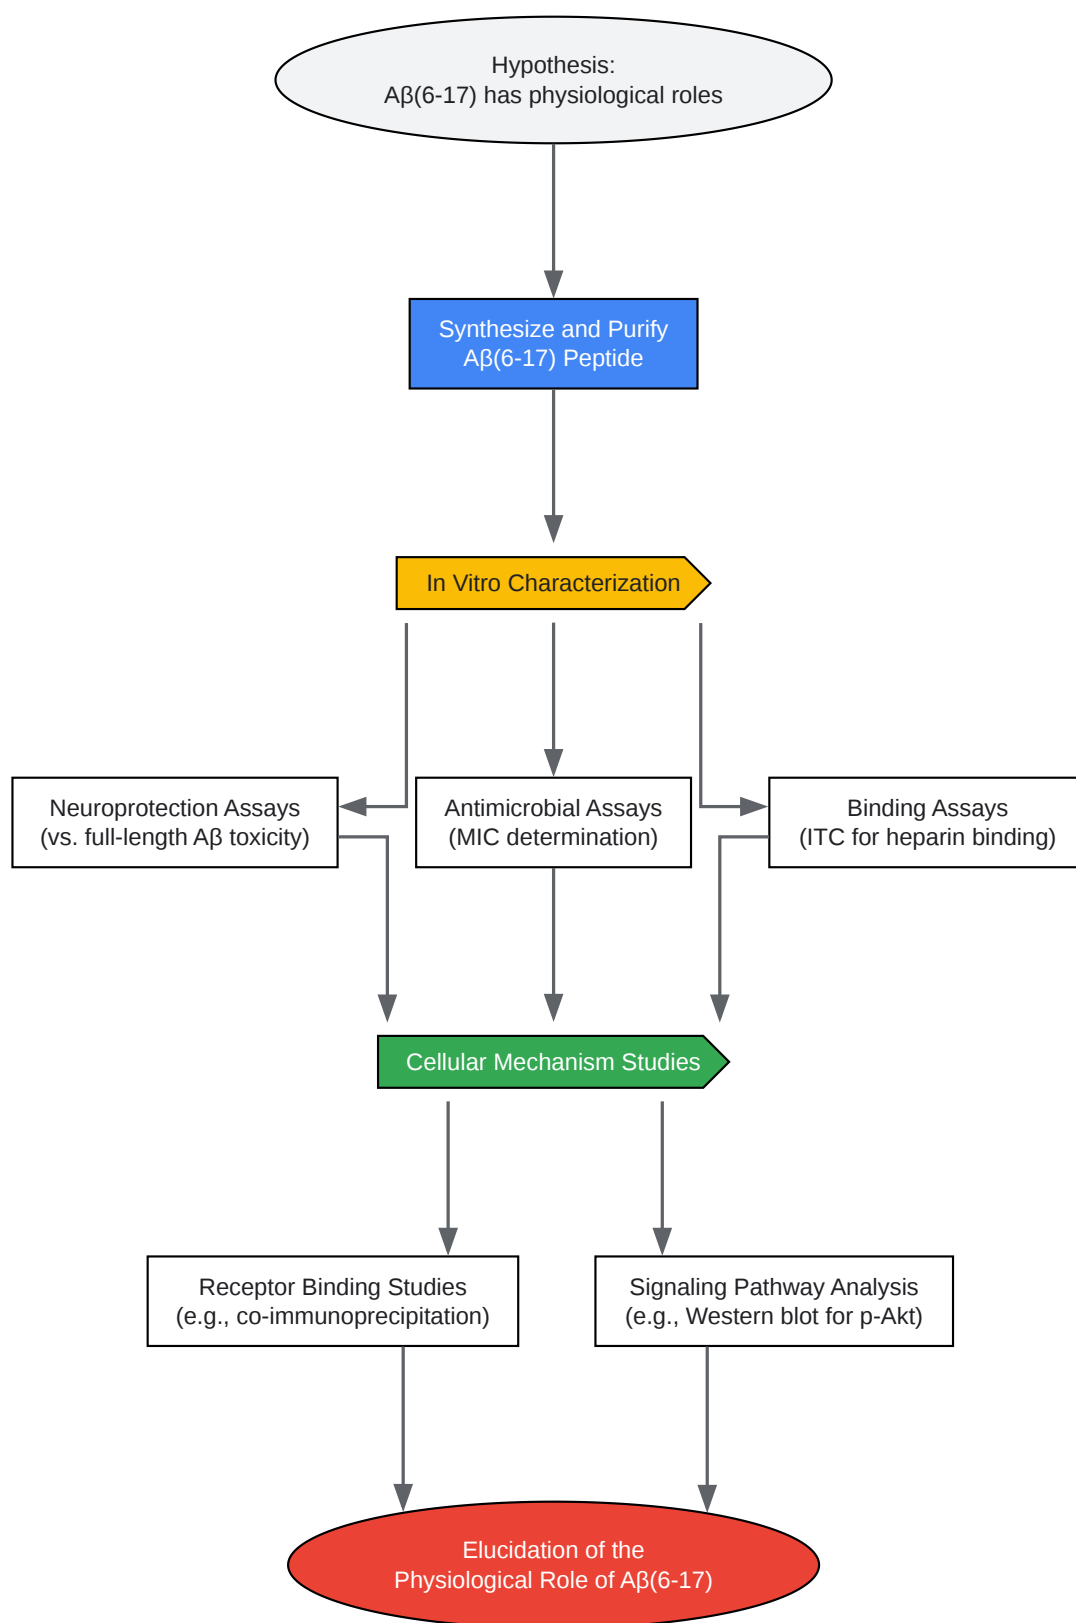 Hypothesis:
Aβ(6-17) has physiological roles
Synthesize and Purify
Aβ(6-17) Peptide
In Vitro Characterization
Neuroprotection Assays
(vs. full-length Aβ toxicity)
Antimicrobial Assays
(MIC determination)
Binding Assays
(ITC for heparin binding)
Cellular Mechanism Studies
Receptor Binding Studies
(e.g., co-immunoprecipitation)
Signaling Pathway Analysis
(e.g., Western blot for p-Akt)
Elucidation of the
Physiological Role of Aβ(6-17)